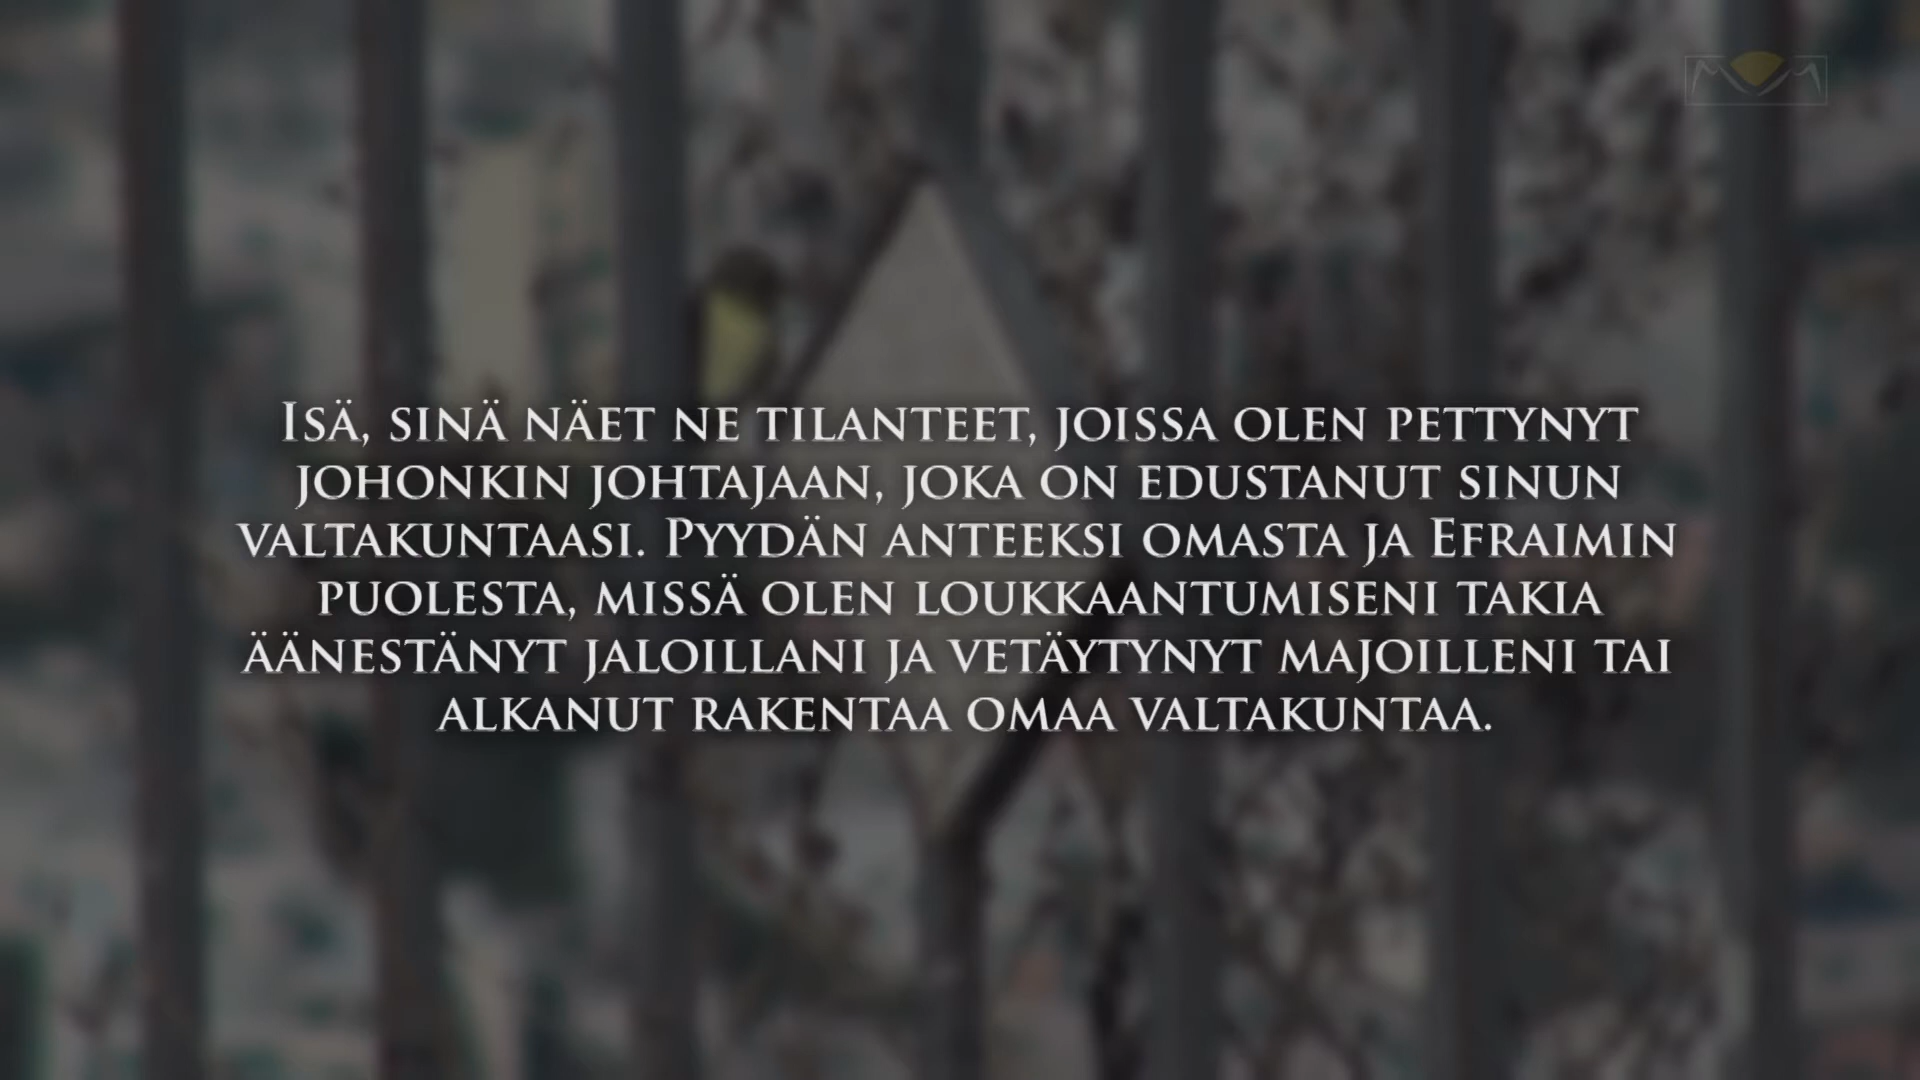 Isä, sinä näet ne tilanteet, joissa olen pettynyt
johonkin johtajaan, joka on edustanut sinun
valtakuntaasi. Pyydän anteeksi omasta ja Efraimin
puolesta, missä olen loukkaantumiseni takia
äänestänyt jaloillani ja vetäytynyt majoilleni tai
alkanut rakentaa omaa valtakuntaa.